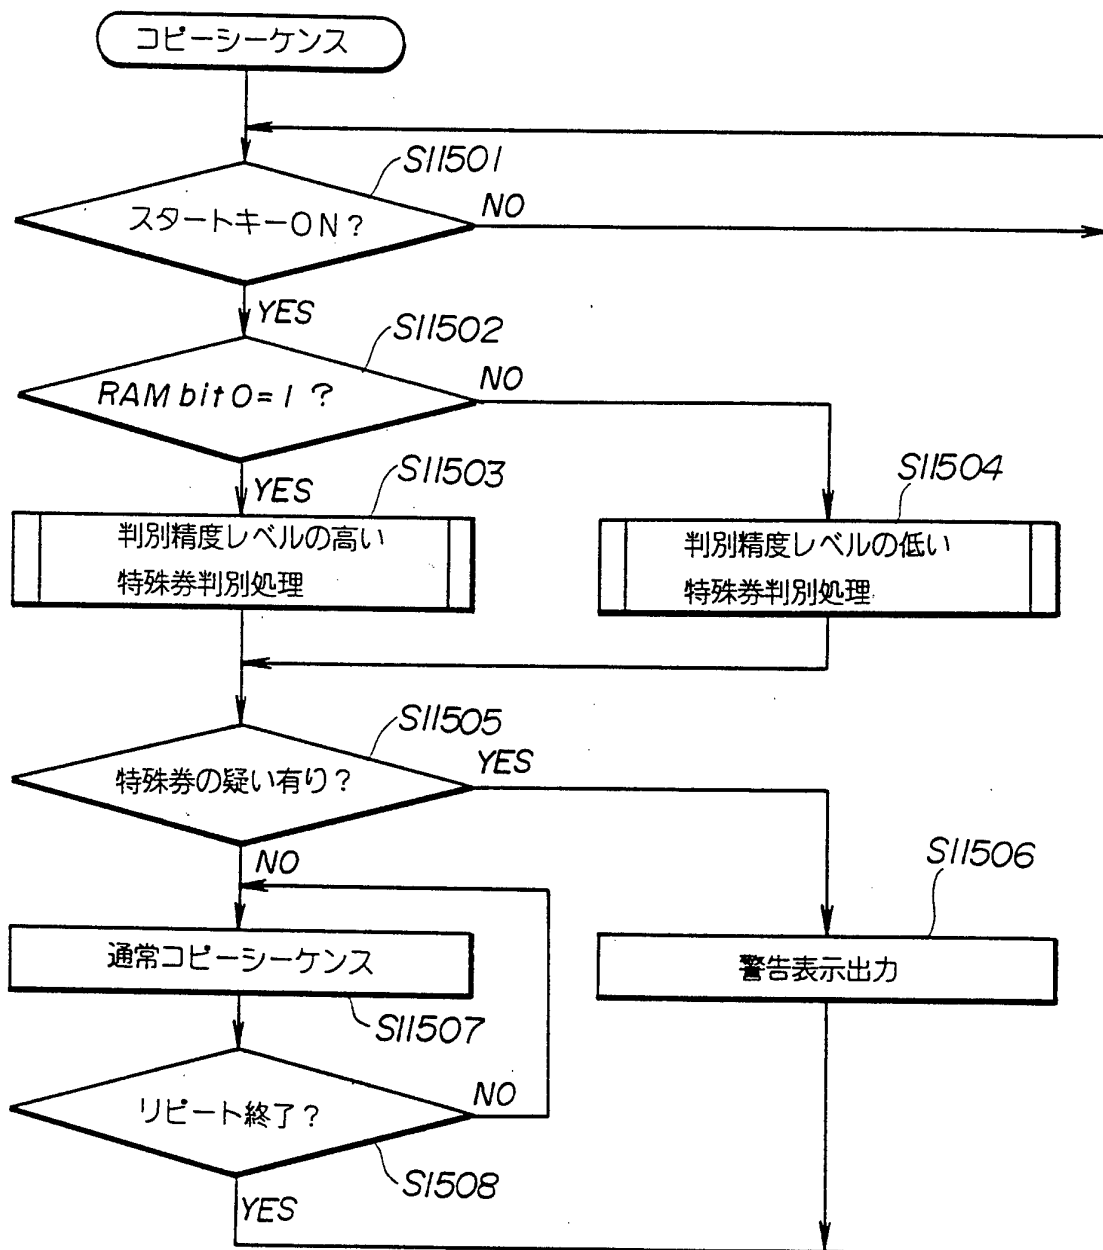 コピーシーケンス
S11501
スタートキーON?
NO
YES
S11502
RAM bit0=1 ?
NO
YES
S11503
S11504
判別精度レベルの高い
特殊券判別処理
判別精度レベルの低い
特殊券判別処理
S11505
特殊券の疑い有り?
YES
NO
S11506
通常コピーシーケンス
警告表示出力
S11507
リピート終了?
NO
S1508
YES